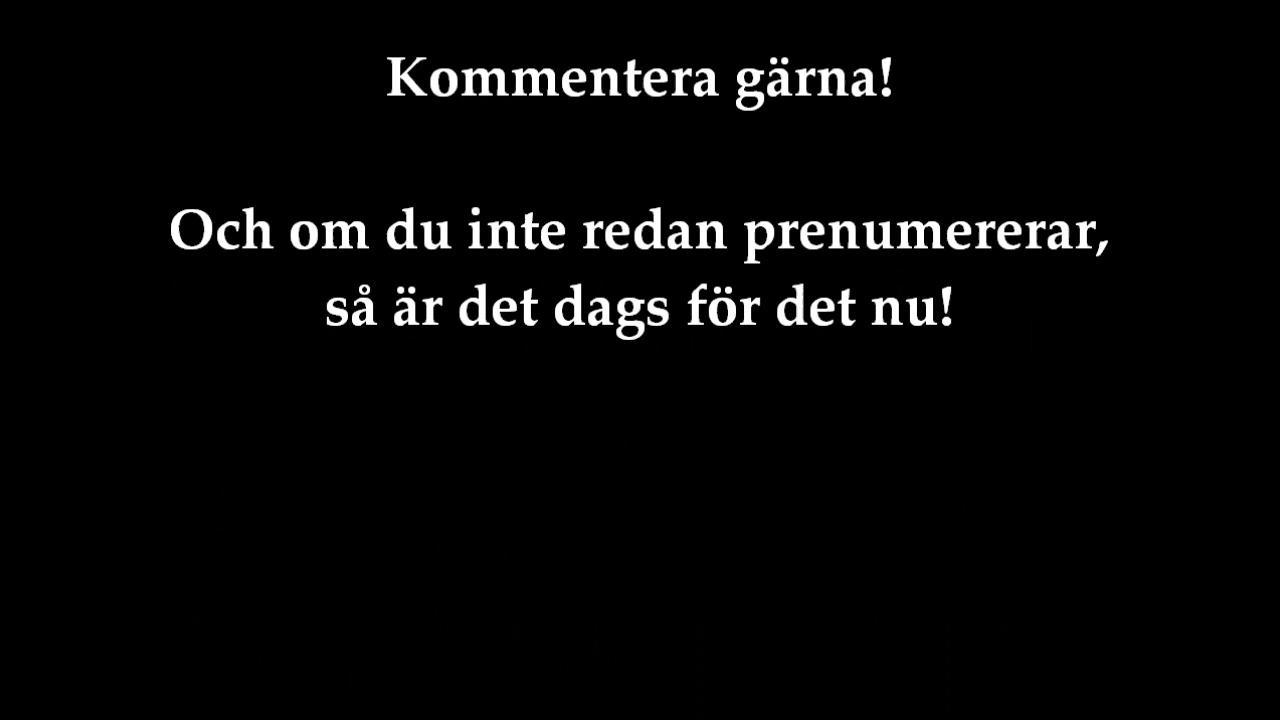 Kommentera gärna!
Och om du inte redan prenumererar,
så är det dags för det nu!